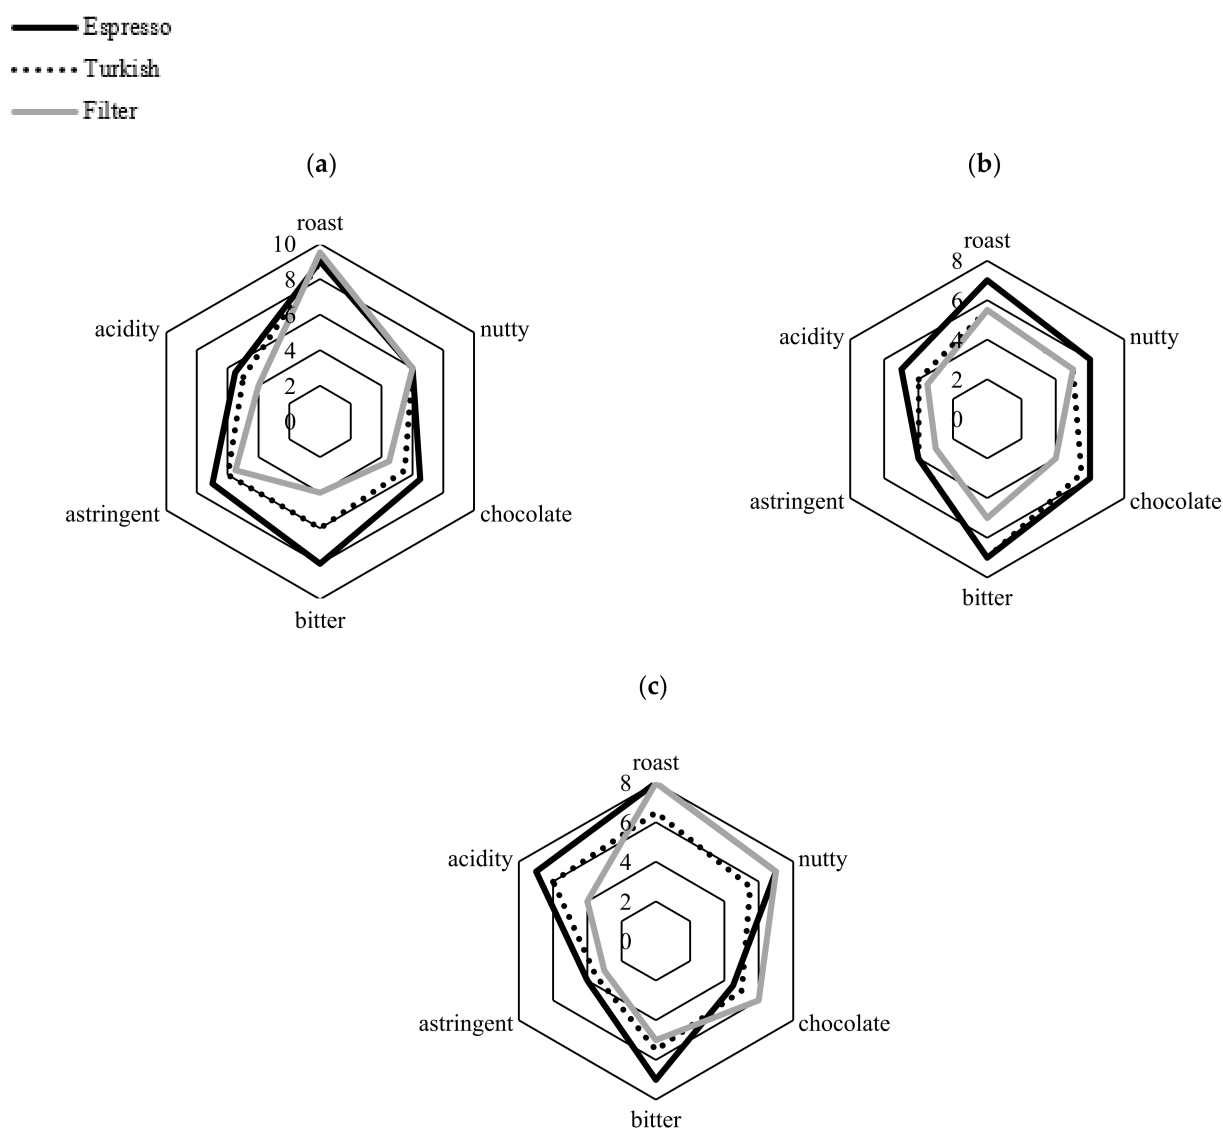 Espresso
Turkish
Filter
(a)
(b)
roast
10
8
6
4
2
0
acidity
nutty
astringent
chocolate
bitter
roast
8
6
4
2
0
acidity
nutty
astringent
chocolate
bitter
(c)
roast
8
6
4
2
0
acidity
nutty
astringent
chocolate
bitter